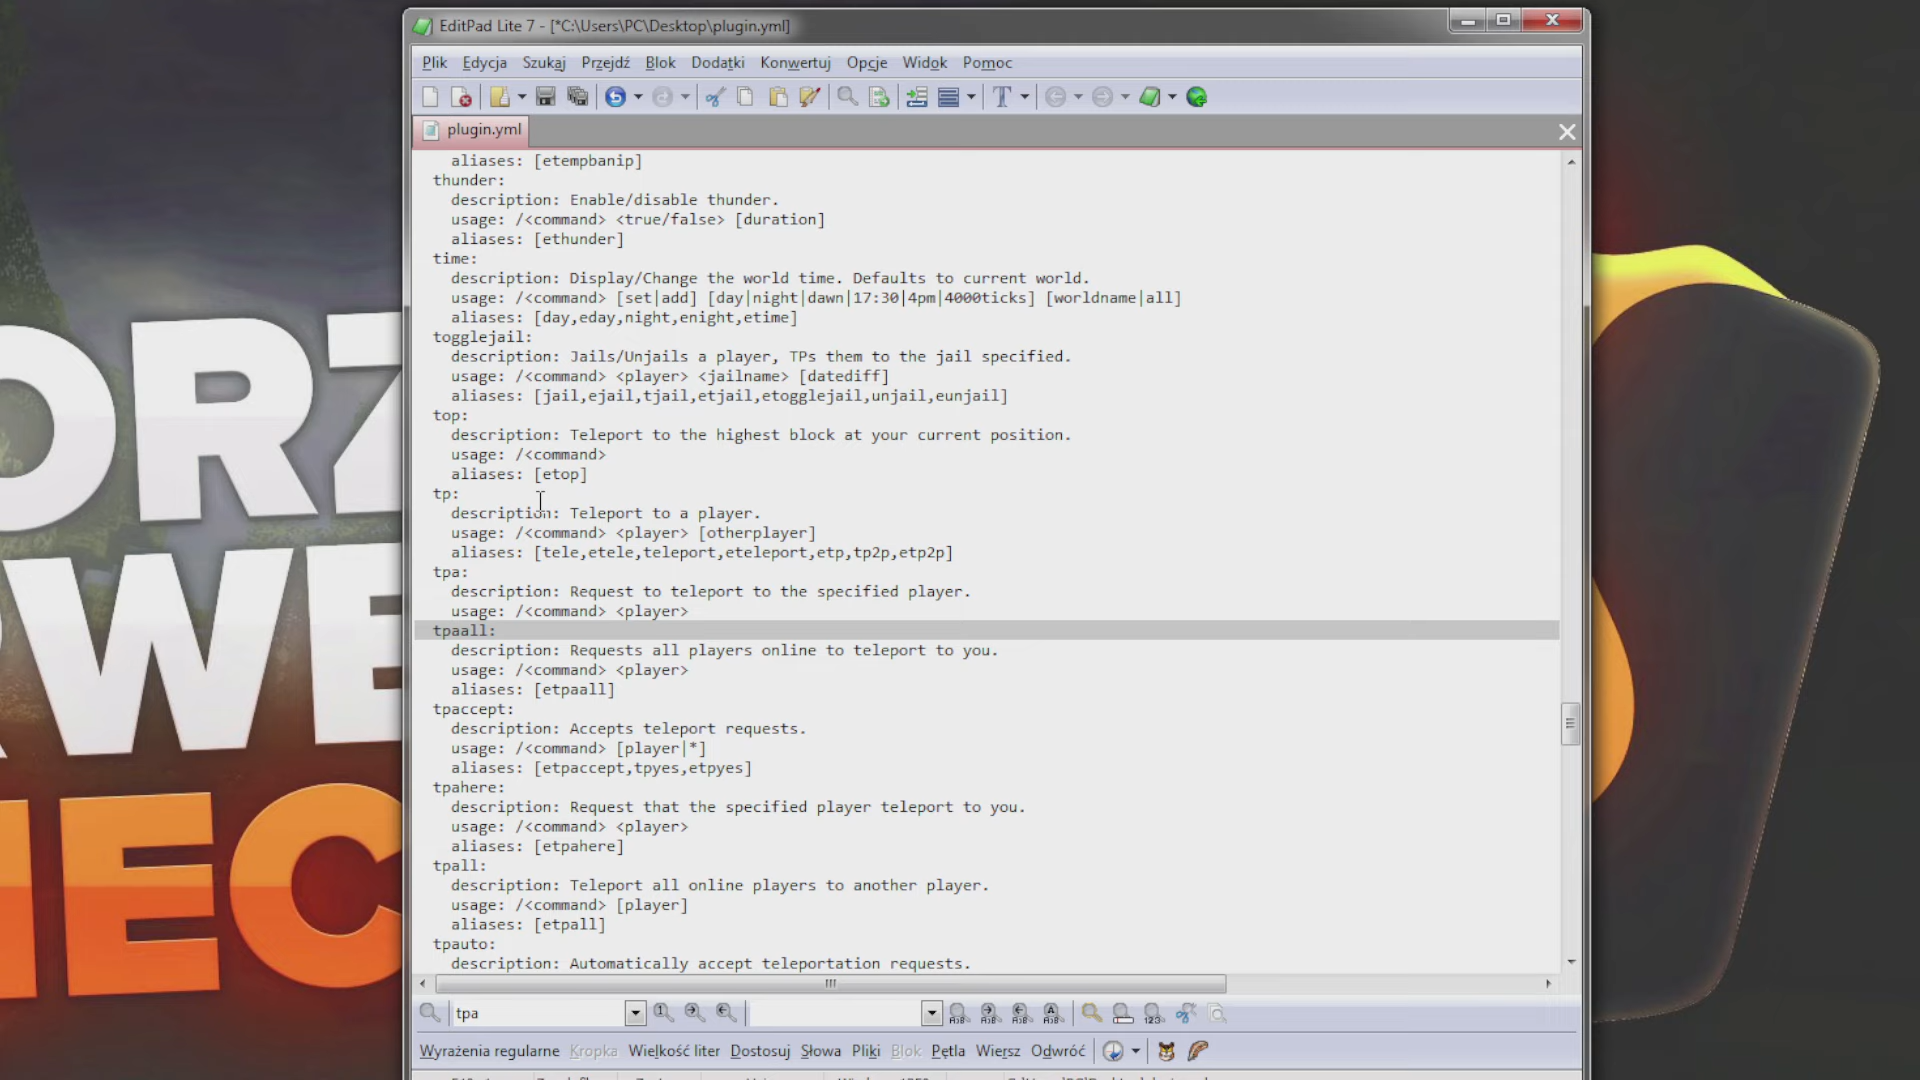 EditPad Lite 7 - [*C:\Users\PC\Desktop\plugin.yml]
Plik Edycja Szukaj Przejdź Blok Dodatki Konwertuj Opcje Widok Pomoc
plugin.yml
aliases: [etempbanip]
thunder:
description: Enable/disable thunder.
usage: /<command> <true/false> [duration]
aliases: [ethunder]
time:
description: Display/Change the world time. Defaults to current world.
usage: /<command> [set|add] [day|night|dawn|17:30|4pm|4000ticks] [worldname|all]
aliases: [day,eday,night,enight,etime]
togglejail:
description: Jails/Unjails a player, TPs them to the jail specified.
usage: /<command> <player> <jailname> [datediff]
aliases: [jail,ejail,tjail,etjail,etogglejail,unjail,eunjail]
top:
description: Teleport to the highest block at your current position.
usage: /<command>
aliases: [etop]
tp:
description: Teleport to a player.
usage: /<command> <player> [otherplayer]
aliases: [tele,etele,teleport,eteleport,etp,tp2p,etp2p]
tpa:
description: Request to teleport to the specified player.
usage: /<command> <player>
tpaall:
description: Requests all players online to teleport to you.
usage: /<command> <player>
aliases: [etpaall]
tpaccept:
description: Accepts teleport requests.
usage: /<command> [player|*]
aliases: [etpaccept,tpyes,etpyes]
tpahere:
description: Request that the specified player teleport to you.
usage: /<command> <player>
aliases: [etpahere]
tpall:
description: Teleport all online players to another player.
usage: /<command> [player]
aliases: [etpall]
tpauto:
description: Automatically accept teleportation requests.
tpa
Wyrażenia regularne Kropka Wielkość liter Dostosuj Słowa Pliki Blok Pętla Wiersz Odwróć